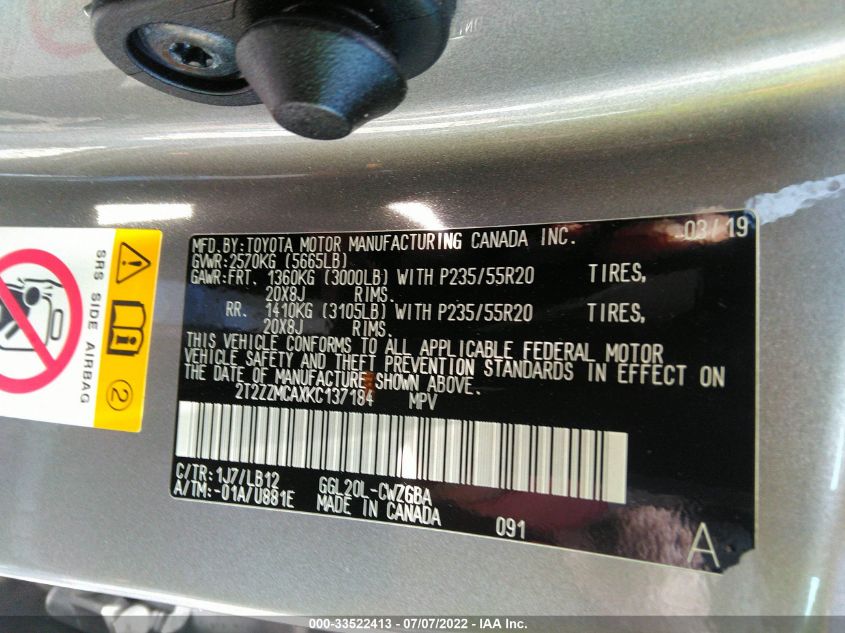 MFD. BY: TOYOTA MOTOR MANUFACTURING CANADA INC. 03/19
GVWR: 2570KG (5665LB)
GAWR: FRT. 1360KG (3000LB) WITH P235/55R20 TIRES,
20X8J RIMS.
RR. 1410KG (3105LB) WITH P235/55R20 TIRES,
20X8J RIMS.
THIS VEHICLE CONFORMS TO ALL APPLICABLE FEDERAL MOTOR
VEHICLE SAFETY AND THEFT PREVENTION STANDARDS IN EFFECT ON
THE DATE OF MANUFACTURE SHOWN ABOVE.
2T2ZZMCAXKC137184 MPV
C/TR: 1J7/LB12 GGL20L-CWZGBA
A/TM: -01A/U881E MADE IN CANADA 091
A
SRS SIDE AIRBAG
2
000-33522413 - 07/07/2022 - IAA Inc.